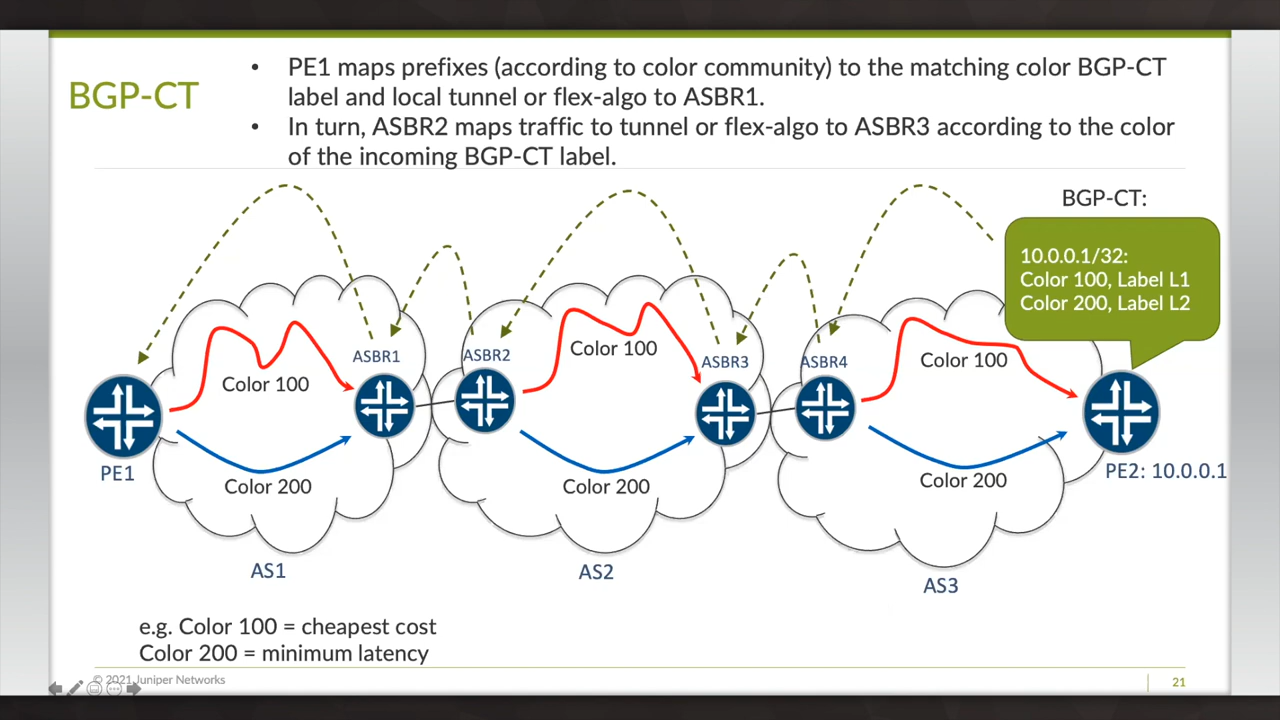 BGP-CT
• PE1 maps prefixes (according to color community) to the matching color BGP-CT
label and local tunnel or flex-algo to ASBR1.
• In turn, ASBR2 maps traffic to tunnel or flex-algo to ASBR3 according to the color
of the incoming BGP-CT label.
BGP-CT:
10.0.0.1/32:
Color 100, Label L1
Color 200, Label L2
ASBR1
ASBR2
ASBR3
ASBR4
Color 100
Color 100
Color 100
PE1
PE2: 10.0.0.1
Color 200
Color 200
Color 200
AS1
AS2
AS3
e.g. Color 100 = cheapest cost
Color 200 = minimum latency
© 2021 Juniper Networks
21